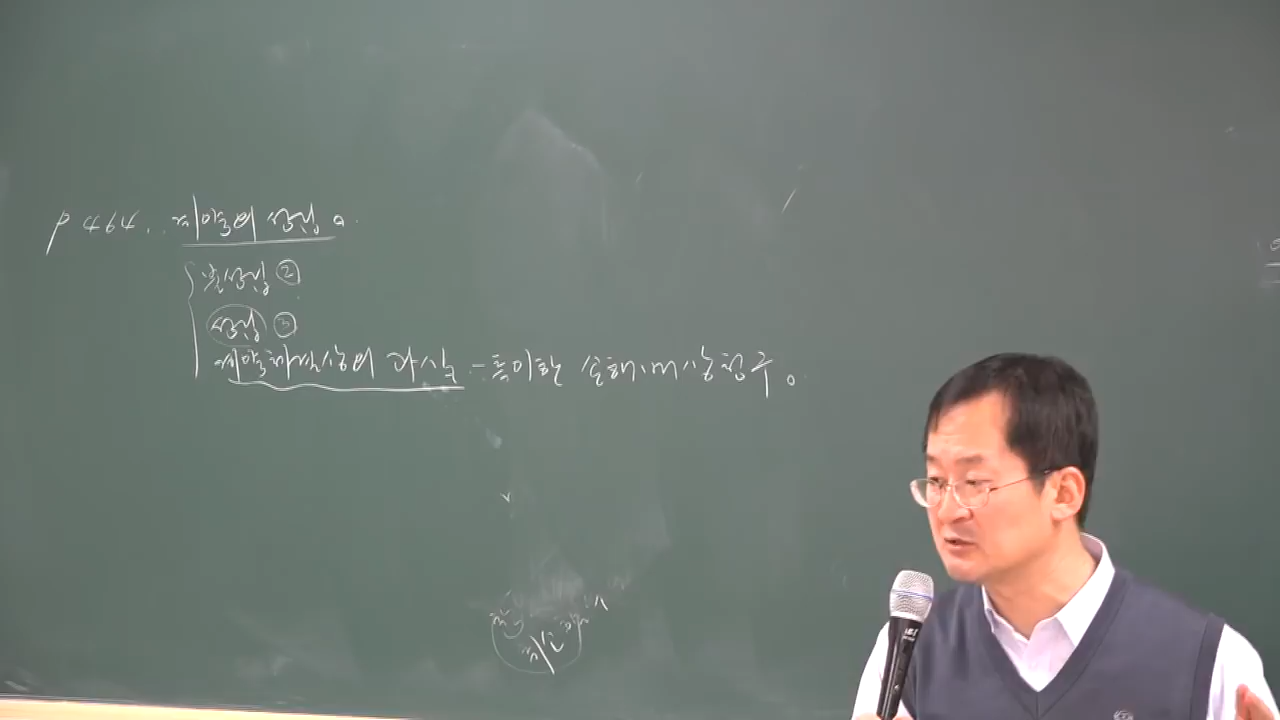 P 464. 계약의 성립。
불성립 ②
성립 ③
계약체결상의 과실 - 특이한 손해배상청구。